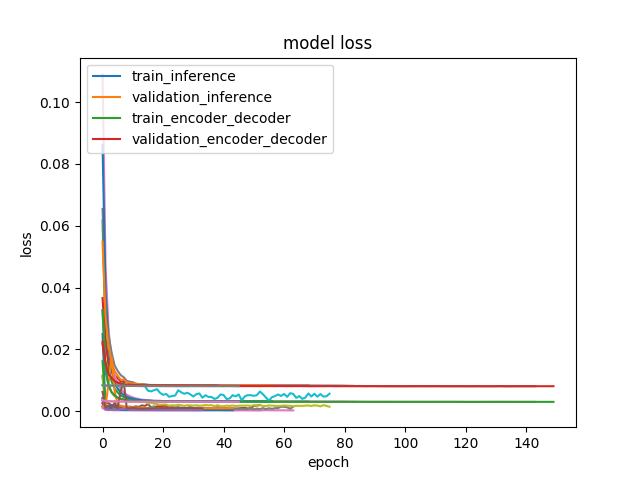 model loss
train_inference
validation_inference
train_encoder_decoder
validation_encoder_decoder
loss
0.10
0.08
0.06
0.04
0.02
0.00
0 20 40 60 80 100 120 140
epoch